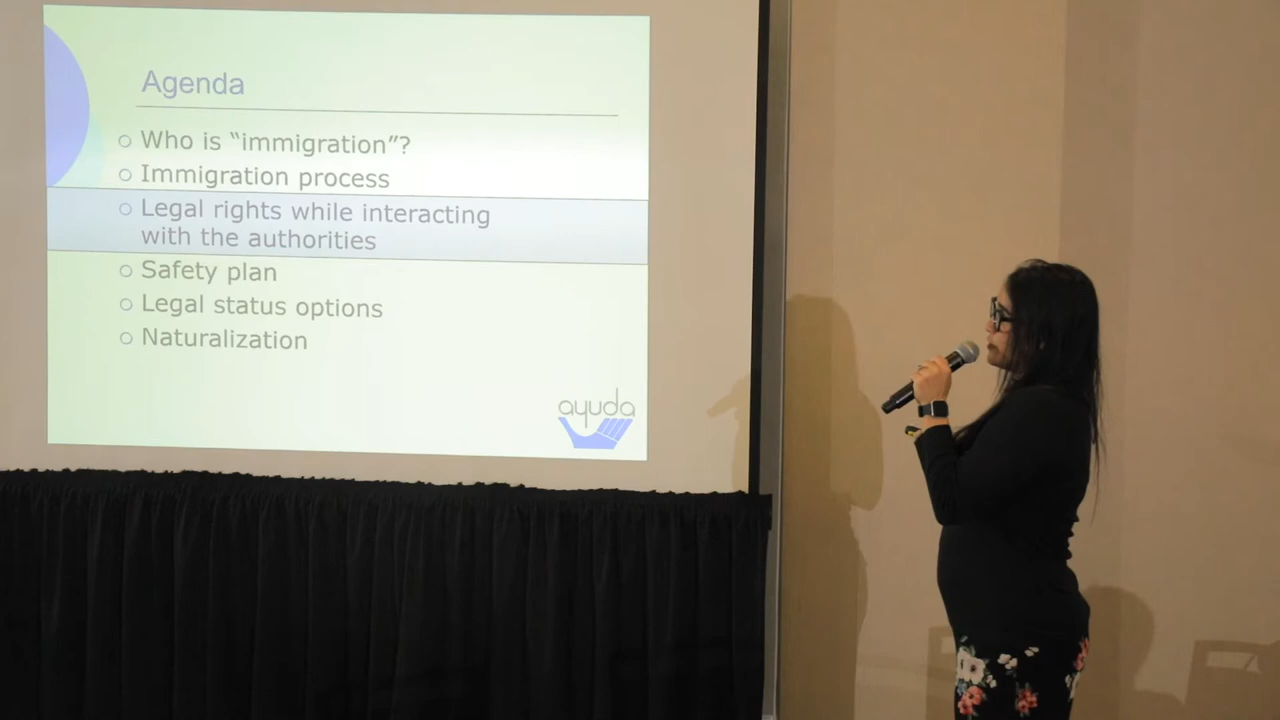 Agenda
Who is “immigration”?
Immigration process
Legal rights while interacting
with the authorities
Safety plan
Legal status options
Naturalization
ayuda